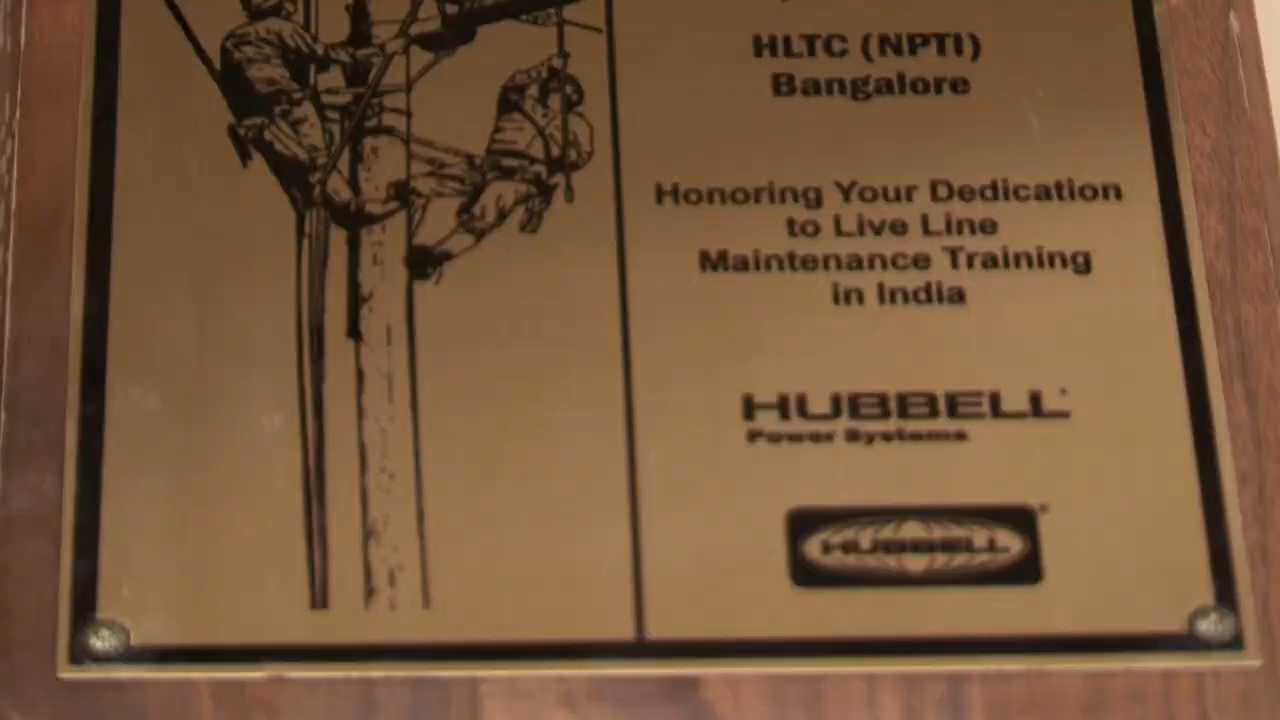 HLTC (NPTI)
Bangalore
Honoring Your Dedication
to Live Line
Maintenance Training
in India
HUBBELL
Power Systems
HUBBELL